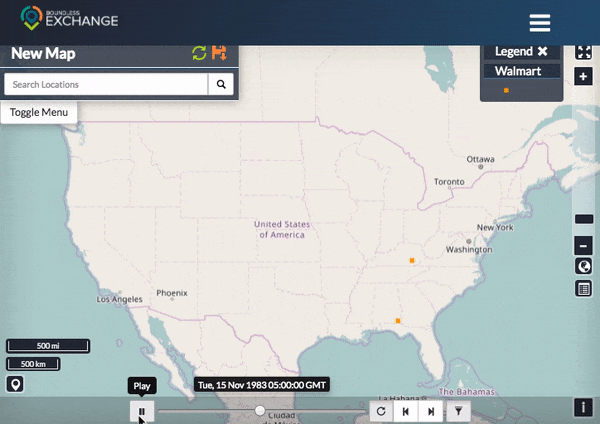 BOUNDLESS
EXCHANGE
New Map
Search Locations
Toggle Menu
Legend
Walmart
Ottawa
Toronto
New York
Washington
United States
of America
Los Angeles
Phoenix
500 mi
500 km
Play
Tue, 15 Nov 1983 05:00:00 GMT
The Bahamas
La Habana
Ciudad
de México